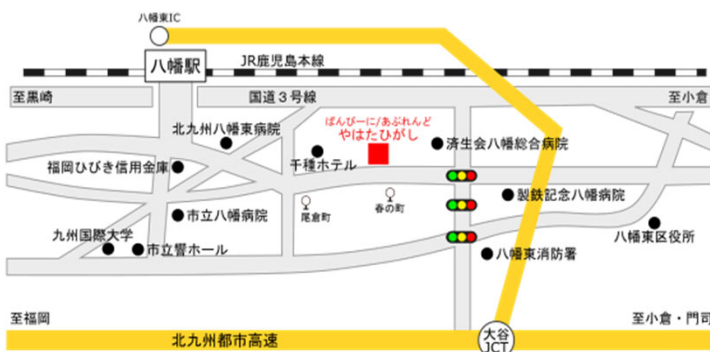 八幡東IC
八幡駅
JR鹿児島本線
至黒崎
国道3号線
至小倉
ばんびーに/あぷれんど
やはたひがし
北九州八幡東病院
済生会八幡総合病院
千種ホテル
福岡ひびき信用金庫
製鉄記念八幡病院
尾倉町
春の町
市立八幡病院
九州国際大学
市立響ホール
八幡東消防署
八幡東区役所
至福岡
至小倉・門司
北九州都市高速
大谷
JCT